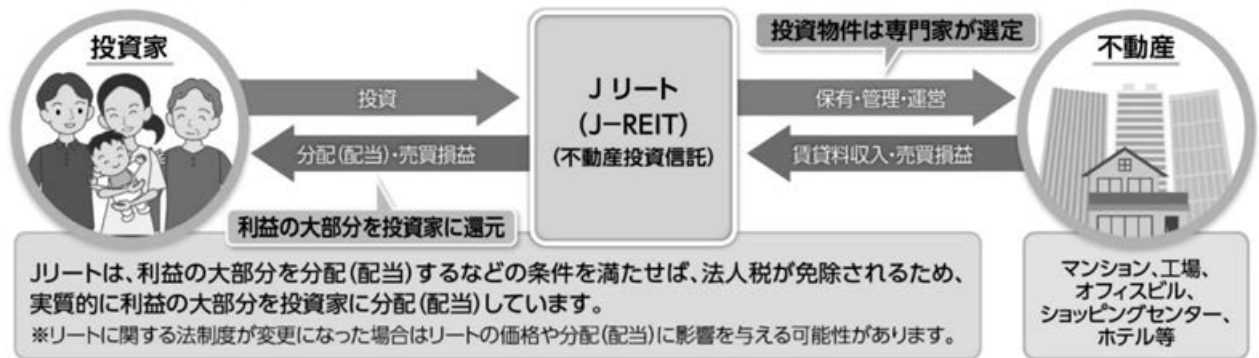 投資家
投資
分配(配当)・売買損益
利益の大部分を投資家に還元
Jリート
(J-REIT)
(不動産投資信託)
投資物件は専門家が選定
保有・管理・運営
賃貸料収入・売買損益
不動産
Jリートは、利益の大部分を分配(配当)するなどの条件を満たせば、法人税が免除されるため、
実質的に利益の大部分を投資家に分配(配当)しています。
※リートに関する法制度が変更になった場合はリートの価格や分配(配当)に影響を与える可能性があります。
マンション、工場、
オフィスビル、
ショッピングセンター、
ホテル等